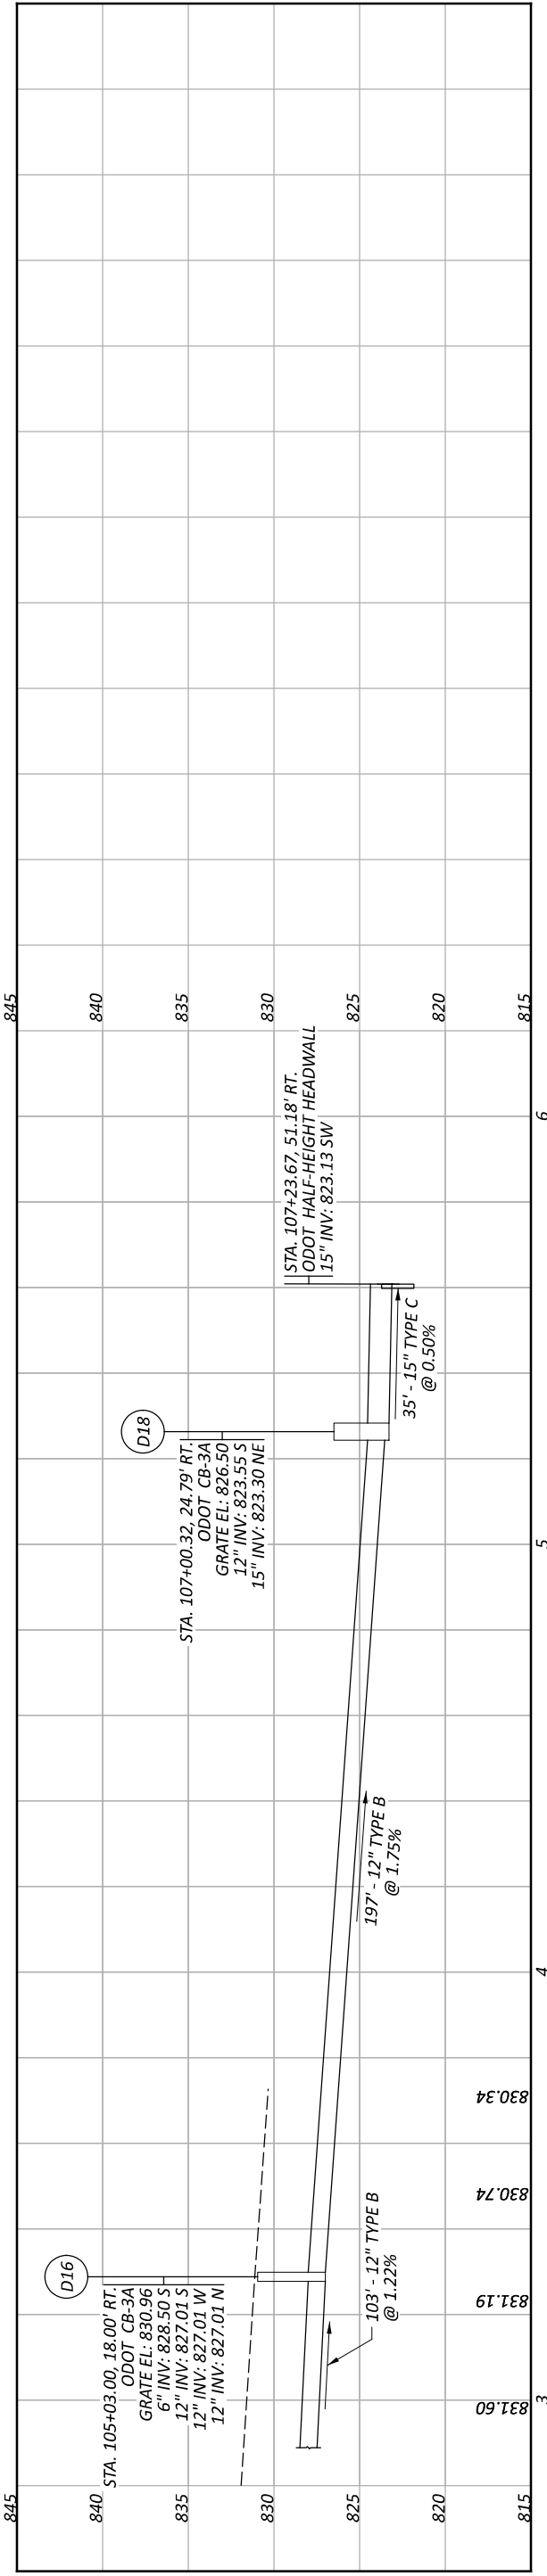 845
840
835
830
825
820
815
D16
STA. 105+03.00, 18.00' RT.
ODOT CB-3A
GRATE EL: 830.96
6" INV: 828.50 S
12" INV: 827.01 S
12" INV: 827.01 W
12" INV: 827.01 N
103' - 12" TYPE B
@ 1.22%
197' - 12" TYPE B
@ 1.75%
D18
STA. 107+00.32, 24.79' RT.
ODOT CB-3A
GRATE EL: 826.50
12" INV: 823.55 S
15" INV: 823.30 NE
35' - 15" TYPE C
@ 0.50%
STA. 107+23.67, 51.18' RT.
ODOT HALF-HEIGHT HEADWALL
15" INV: 823.13 SW
845
840
835
830
825
820
815
831.60
831.19
830.74
830.34
3
4
5
6